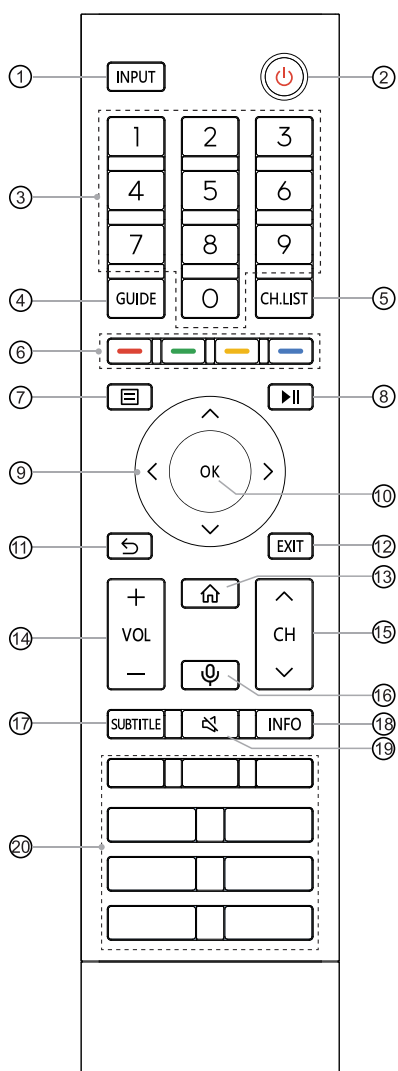 ① INPUT ②
1 2 3
③ 4 5 6
7 8 9
④ GUIDE 0 CH.LIST ⑤
⑥
⑦ ⑧
⑨ OK ⑩
⑪ EXIT ⑫
⑬
+
⑭ VOL CH ⑮
−
⑯
⑰ SUBTITLE INFO ⑱
⑲
⑳